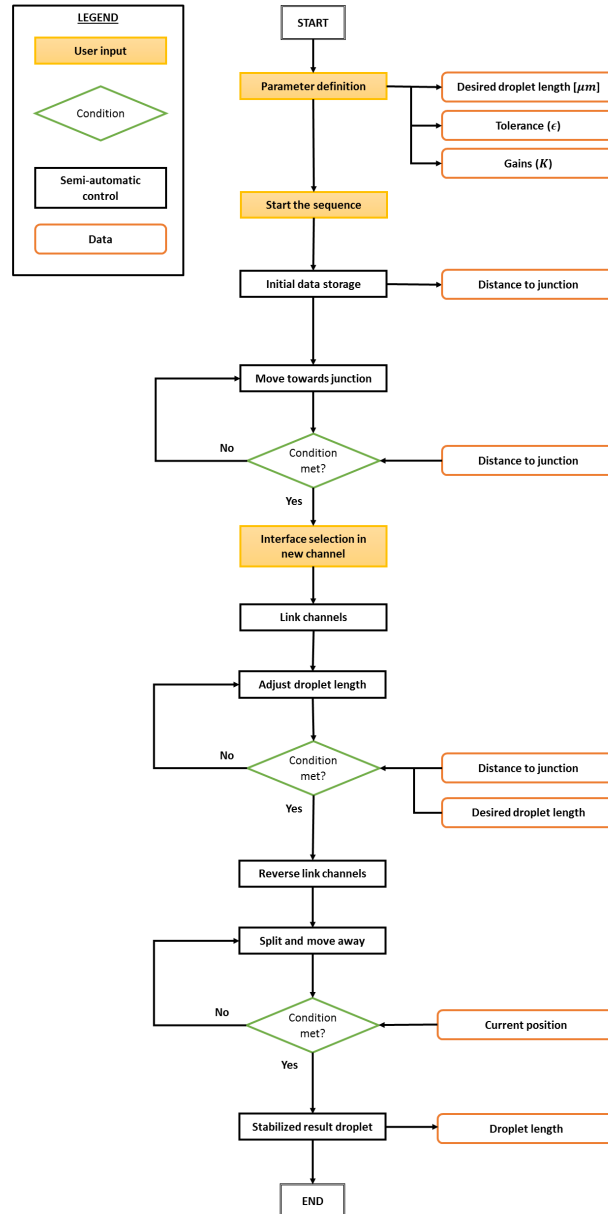 LEGEND
User input
Condition
Semi-automatic
control
Data
START
Parameter definition
Desired droplet length [μm]
Tolerance (ϵ)
Gains (K)
Start the sequence
Initial data storage
Distance to junction
Move towards junction
No
Condition
met?
Distance to junction
Yes
Interface selection in
new channel
Link channels
Adjust droplet length
No
Condition
met?
Distance to junction
Desired droplet length
Yes
Reverse link channels
Split and move away
No
Condition
met?
Current position
Yes
Stabilized result droplet
Droplet length
END